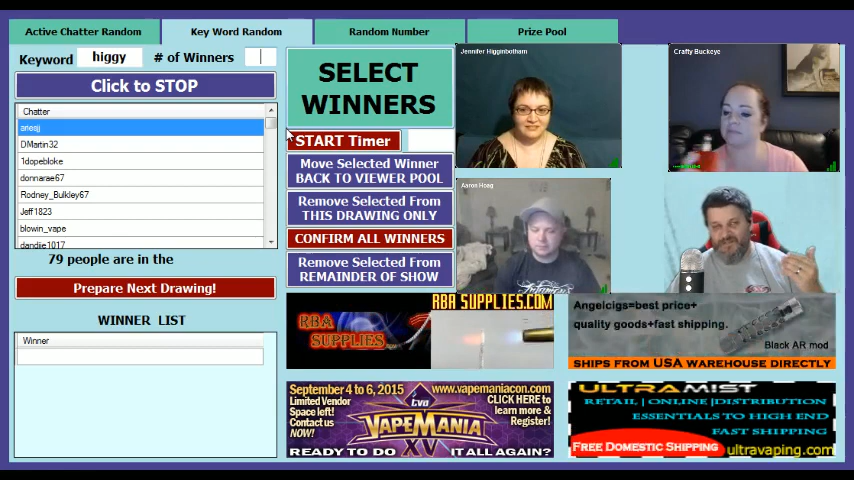 Active Chatter Random
Key Word Random
Random Number
Prize Pool
Keyword
higgy
# of Winners
Click to STOP
Chatter
ariesjj
DMartin32
1dopebloke
donnarae67
Rodney_Bulkley67
Jeff1823
blowin_vape
dandjie1017
79 people are in the
Prepare Next Drawing!
WINNER LIST
Winner
SELECT
WINNERS
START Timer
Move Selected Winner
BACK TO VIEWER POOL
Remove Selected From
THIS DRAWING ONLY
CONFIRM ALL WINNERS
Remove Selected From
REMAINDER OF SHOW
Jennifer Higginbotham
Crafty Buckeye
Aaron Hoag
RBA
SUPPLIES
RBA SUPPLIES.COM
Angelcigs=best price+
quality goods+fast shipping.
Black AR mod
SHIPS FROM USA WAREHOUSE DIRECTLY
September 4 to 6, 2015
www.vapemaniacon.com
Limited Vendor
Space left!
Contact us
NOW!
CLICK HERE to
learn more &
Register!
VAPEMANIA
XV
READY TO DO IT ALL AGAIN?
ULTRAMIST
RETAIL | ONLINE | DISTRIBUTION
ESSENTIALS TO HIGH END
FAST SHIPPING
FREE DOMESTIC SHIPPING
ultravaping.com